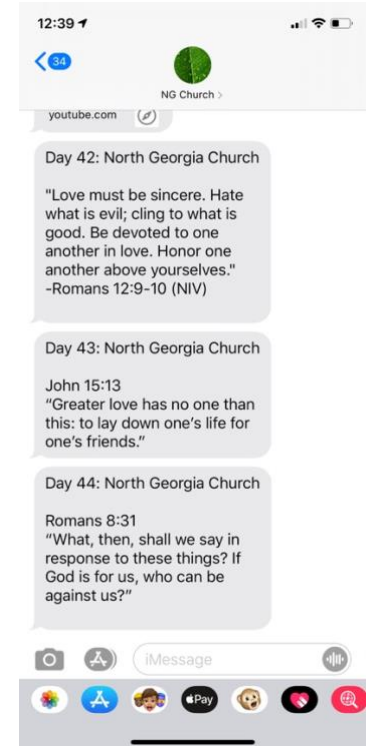 12:39
34
NG Church >
youtube.com
Day 42: North Georgia Church
"Love must be sincere. Hate
what is evil; cling to what is
good. Be devoted to one
another in love. Honor one
another above yourselves."
-Romans 12:9-10 (NIV)
Day 43: North Georgia Church
John 15:13
“Greater love has no one than
this: to lay down one’s life for
one’s friends.”
Day 44: North Georgia Church
Romans 8:31
“What, then, shall we say in
response to these things? If
God is for us, who can be
against us?”
iMessage
Pay